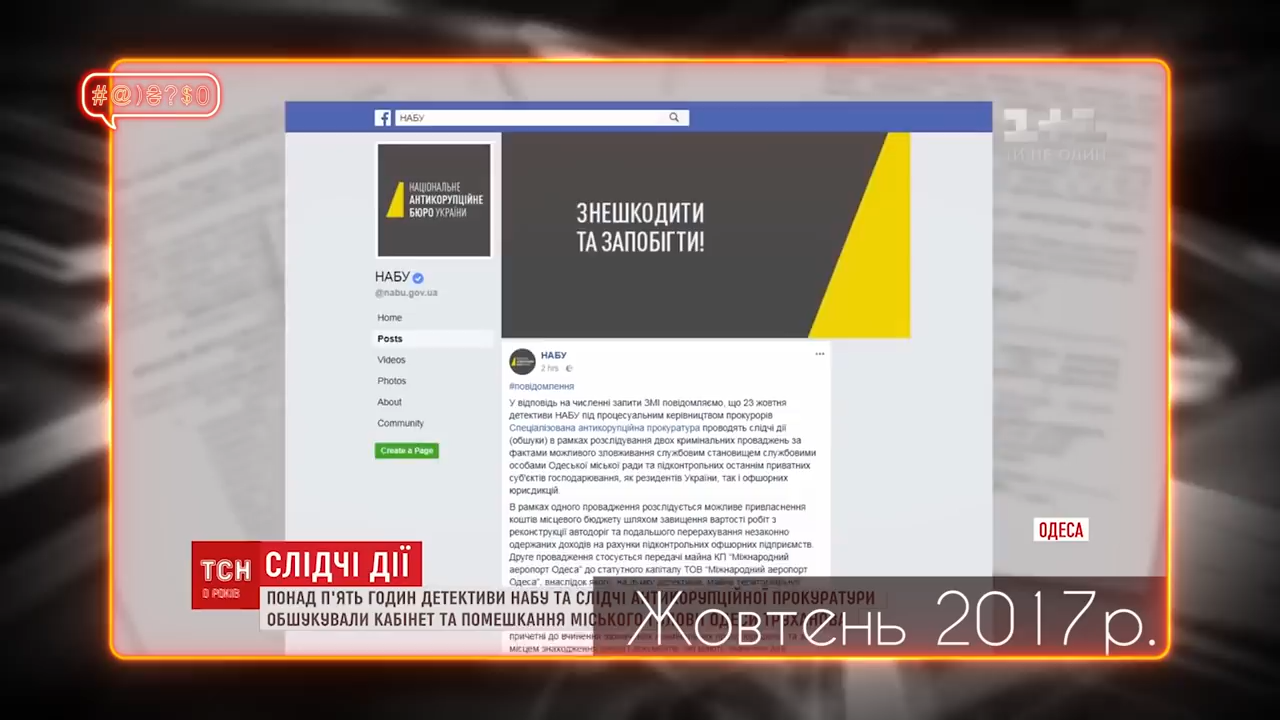 #@)₴?$0
НАБУ
1+1
НАЦІОНАЛЬНЕ
АНТИКОРУПЦІЙНЕ
БЮРО УКРАЇНИ
ЗНЕШКОДИТИ
ТА ЗАПОБІГТИ!
НАБУ
@nabu.gov.ua
Home
Posts
Videos
Photos
About
Community
Create a Page
НАБУ
2 hrs
#повідомлення
У відповідь на численні запити ЗМІ повідомляємо, що 23 жовтня
детективи НАБУ під процесуальним керівництвом прокурорів
Спеціалізована антикорупційна прокуратура проводять слідчі дії
(обшуки) в рамках розслідування двох кримінальних проваджень за
фактами можливого зловживання службовим становищем службовими
особами Одеської міської ради та підконтрольних останнім приватних
суб'єктів господарювання, як резидентів України, так і офшорних
юрисдикцій.
В рамках одного провадження розслідується можливе привласнення
коштів місцевого бюджету шляхом завищення вартості робіт з
реконструкції автодоріг та подальшого перерахування незаконно
одержаних доходів на рахунки підконтрольних офшорних підприємств.
Друге провадження стосується передачі майна КП "Міжнародний
аеропорт Одеса" до статутного капіталу ТОВ "Міжнародний аеропорт
Одеса", внаслідок
ОДЕСА
ТСН
СЛІДЧІ ДІЇ
ПОНАД П'ЯТЬ ГОДИН ДЕТЕКТИВИ НАБУ ТА СЛІДЧІ АНТИКОРУПЦІЙНОЇ ПРОКУРАТУРИ
ОБШУКУВАЛИ КАБІНЕТ ТА ПОМЕШКАННЯ МІСЬКОГО ГОЛОВИ ОДЕСИ ТРУХАНОВА
Жовтень 2017р.